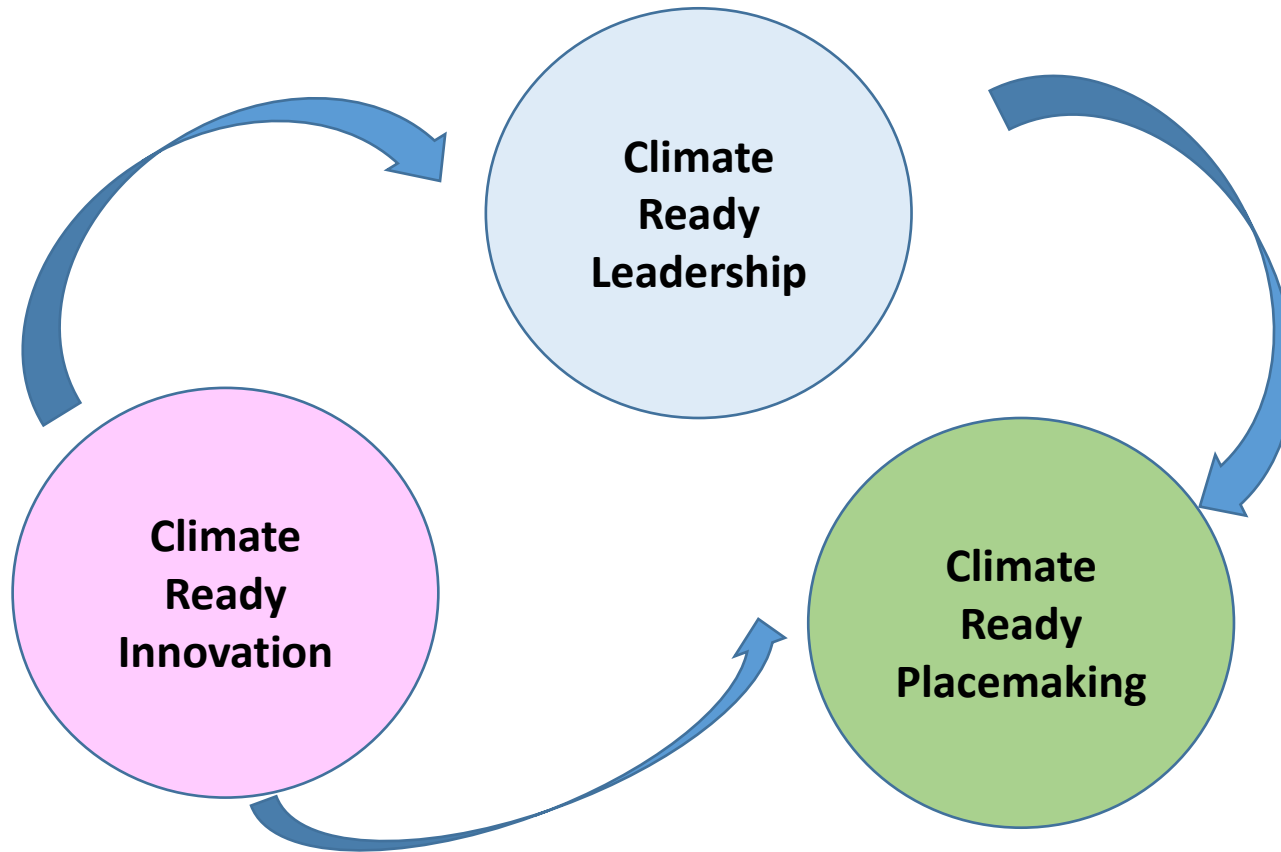 Climate
Ready
Leadership
Climate
Ready
Innovation
Climate
Ready
Placemaking